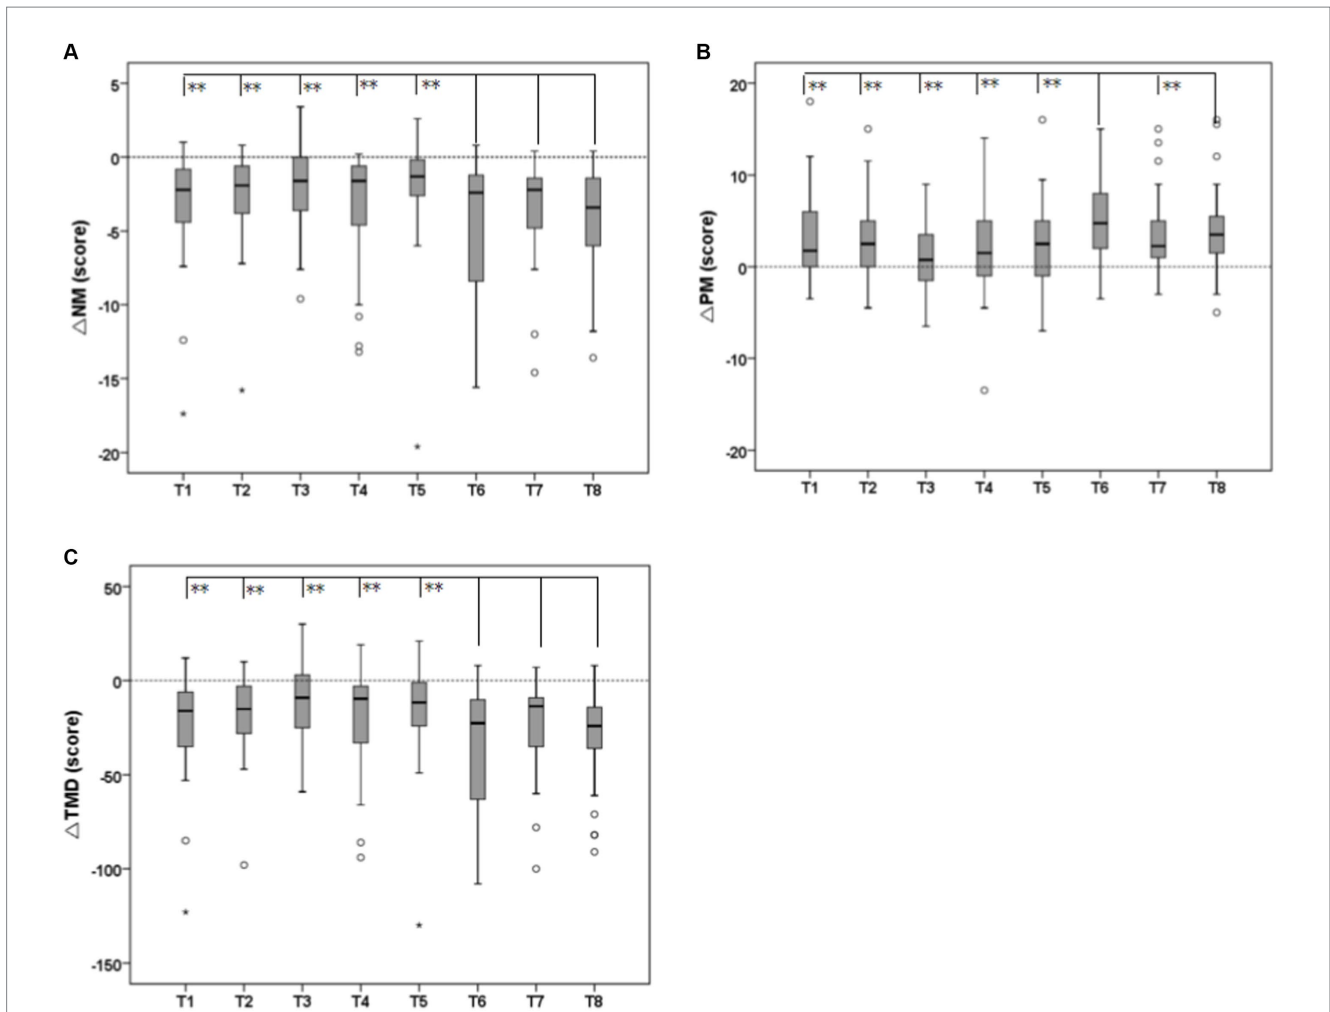 A
5
0
-5
-10
-15
-20
△NM (score)
** ** ** ** **
T1 T2 T3 T4 T5 T6 T7 T8
B
20
10
0
-10
-20
△PM (score)
** ** ** ** ** **
T1 T2 T3 T4 T5 T6 T7 T8
C
50
0
-50
-100
-150
△TMD (score)
** ** ** ** **
T1 T2 T3 T4 T5 T6 T7 T8